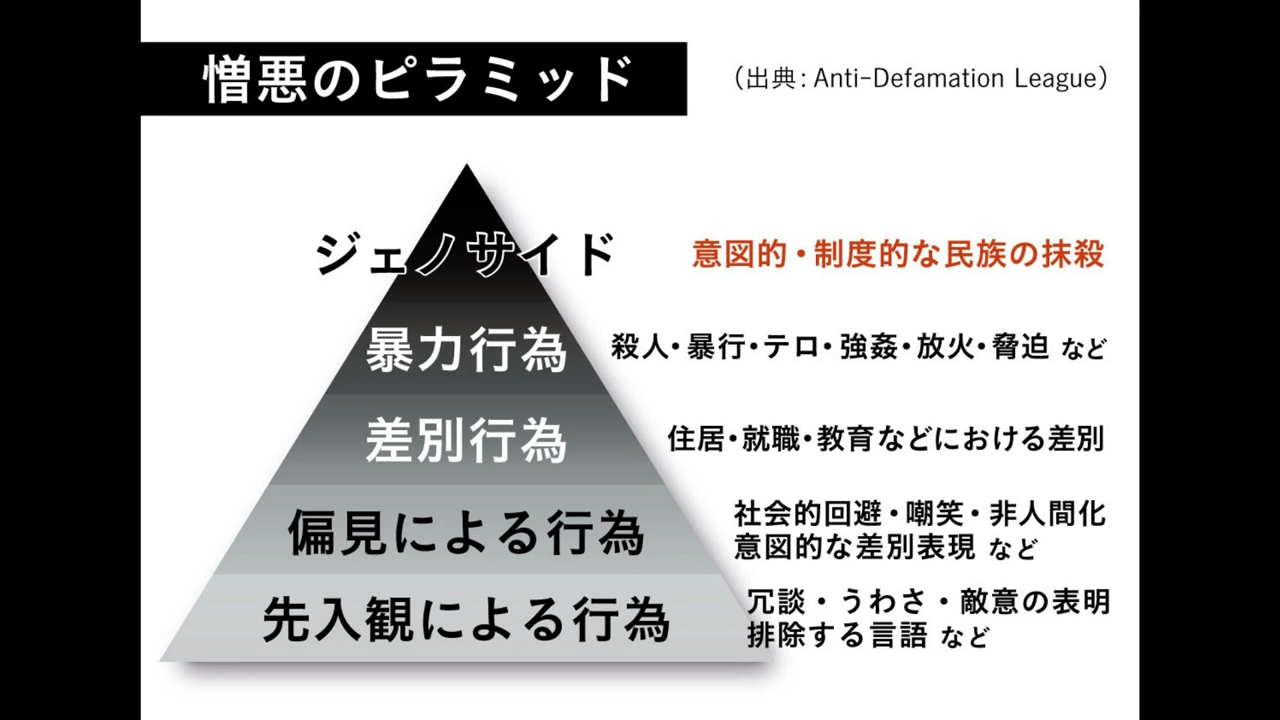 憎悪のピラミッド
（出典：Anti-Defamation League）
ジェノサイド
意図的・制度的な民族の抹殺
暴力行為
殺人・暴行・テロ・強姦・放火・脅迫 など
差別行為
住居・就職・教育などにおける差別
偏見による行為
社会的回避・嘲笑・非人間化
意図的な差別表現 など
先入観による行為
冗談・うわさ・敵意の表明
排除する言語 など